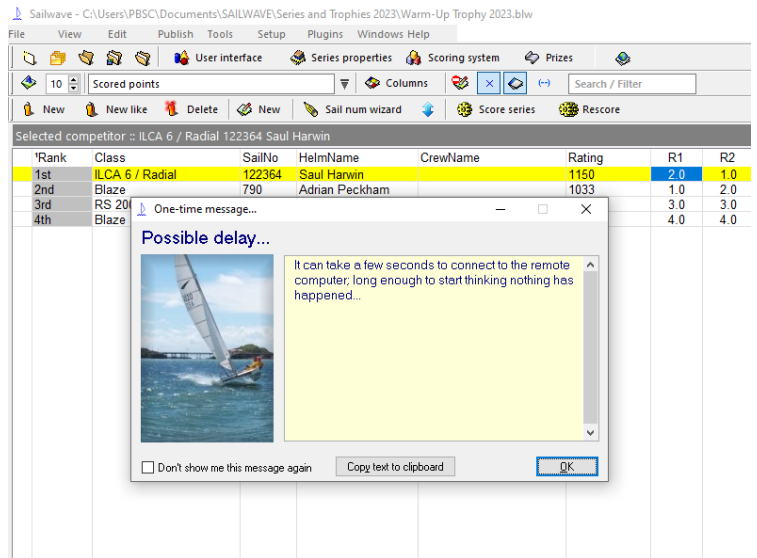 Sailwave - C:\Users\PBSC\Documents\SAILWAVE\Series and Trophies 2023\Warm-Up Trophy 2023.blw
File View Edit Publish Tools Setup Plugins Windows Help
User interface Series properties Scoring system Prizes
10 Scored points Columns Search / Filter
New New like Delete New Sail num wizard Score series Rescore
Selected competitor :: ILCA 6 / Radial 122364 Saul Harwin
Rank Class SailNo HelmName CrewName Rating R1 R2
1st ILCA 6 / Radial 122364 Saul Harwin 1150 2.0 1.0
2nd Blaze 790 Adrian Peckham 1033 1.0 2.0
3rd RS 3.0 3.0
4th Blaze 4.0 4.0
One-time message...
Possible delay...
It can take a few seconds to connect to the remote
computer; long enough to start thinking nothing has
happened...
Don't show me this message again Copy text to clipboard OK